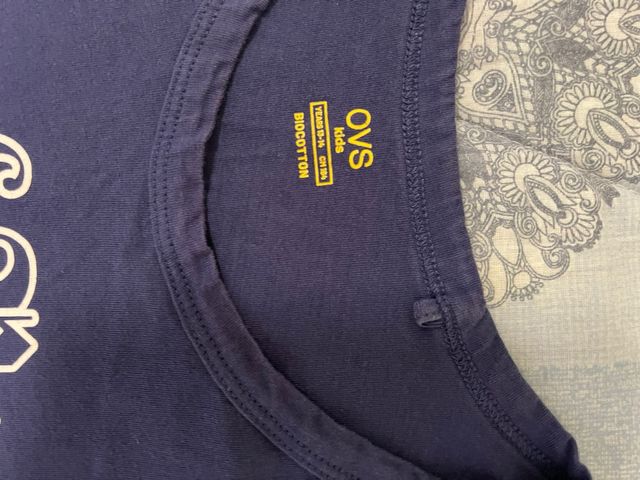 OVS
kids
YEARS 13-14 CM 164
BIOCOTTON